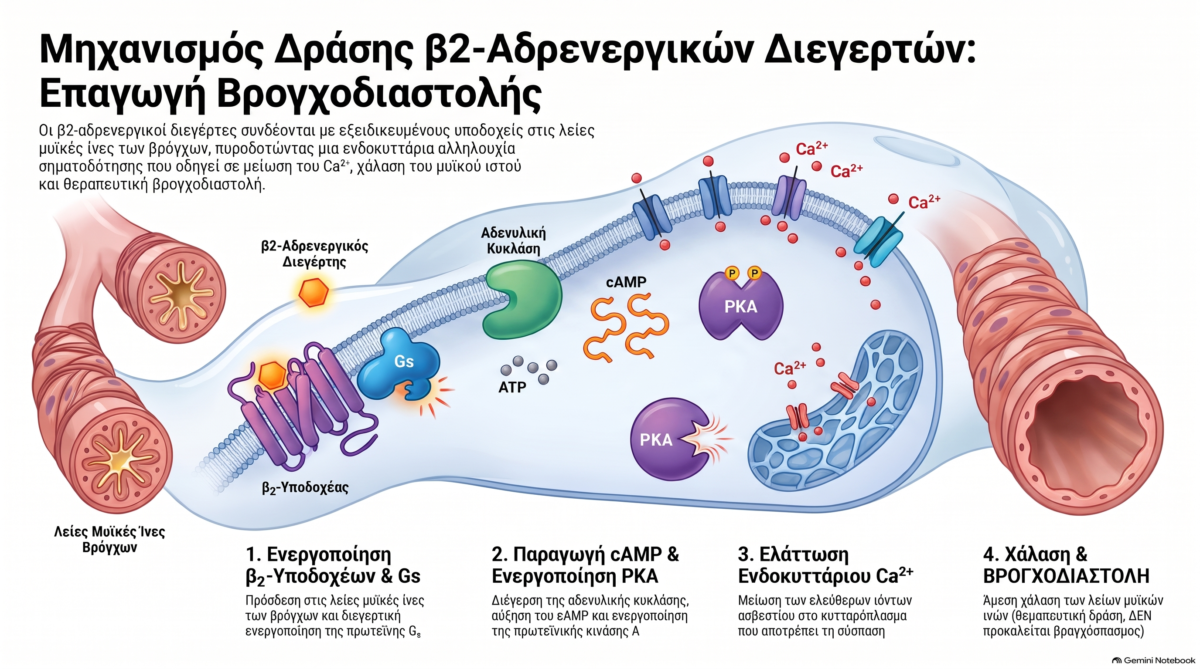 Μηχανισμός Δράσης β2-Αδρενεργικών Διεγερτών:
Επαγωγή Βρογχοδιαστολής
Οι β2-αδρενεργικοί διεγέρτες συνδέονται με εξειδικευμένους υποδοχείς στις λείες
μυϊκές ίνες των βρόγχων, πυροδοτώντας μια ενδοκυττάρια αλληλουχία
σηματοδότησης που οδηγεί σε μείωση του Ca²⁺, χάλαση του μυϊκού ιστού
και θεραπευτική βρογχοδιαστολή.
Ca²⁺
Ca²⁺
Ca²⁺
β2-Αδρενεργικός
Διεγέρτης
Αδενυλική
Κυκλάση
cAMP
P P
PKA
Gs
ATP
Ca²⁺
PKA
β₂-Υποδοχέας
Λείες Μυϊκές Ίνες
Βρόγχων
1. Ενεργοποίηση
β₂-Υποδοχέων & Gs
Πρόσδεση στις λείες μυϊκές ίνες
των βρόγχων και διεγερτική
ενεργοποίηση της πρωτεΐνης Gₛ
2. Παραγωγή cAMP &
Ενεργοποίηση PKA
Διέγερση της αδενυλικής κυκλάσης,
αύξηση του εAMP και ενεργοποίηση
της πρωτεϊνικής κινάσης Α
3. Ελάττωση
Ενδοκυττάριου Ca²⁺
Μείωση των ελεύθερων ιόντων
ασβεστίου στο κυτταρόπλασμα
που αποτρέπει τη σύσπαση
4. Χάλαση &
ΒΡΟΓΧΟΔΙΑΣΤΟΛΗ
Άμεση χάλαση των λείων μυϊκών
ινών (θεμαπευτική δράση, ΔΕΝ
προκαλείται βραγχόσπασμος)
Gemini Notebook